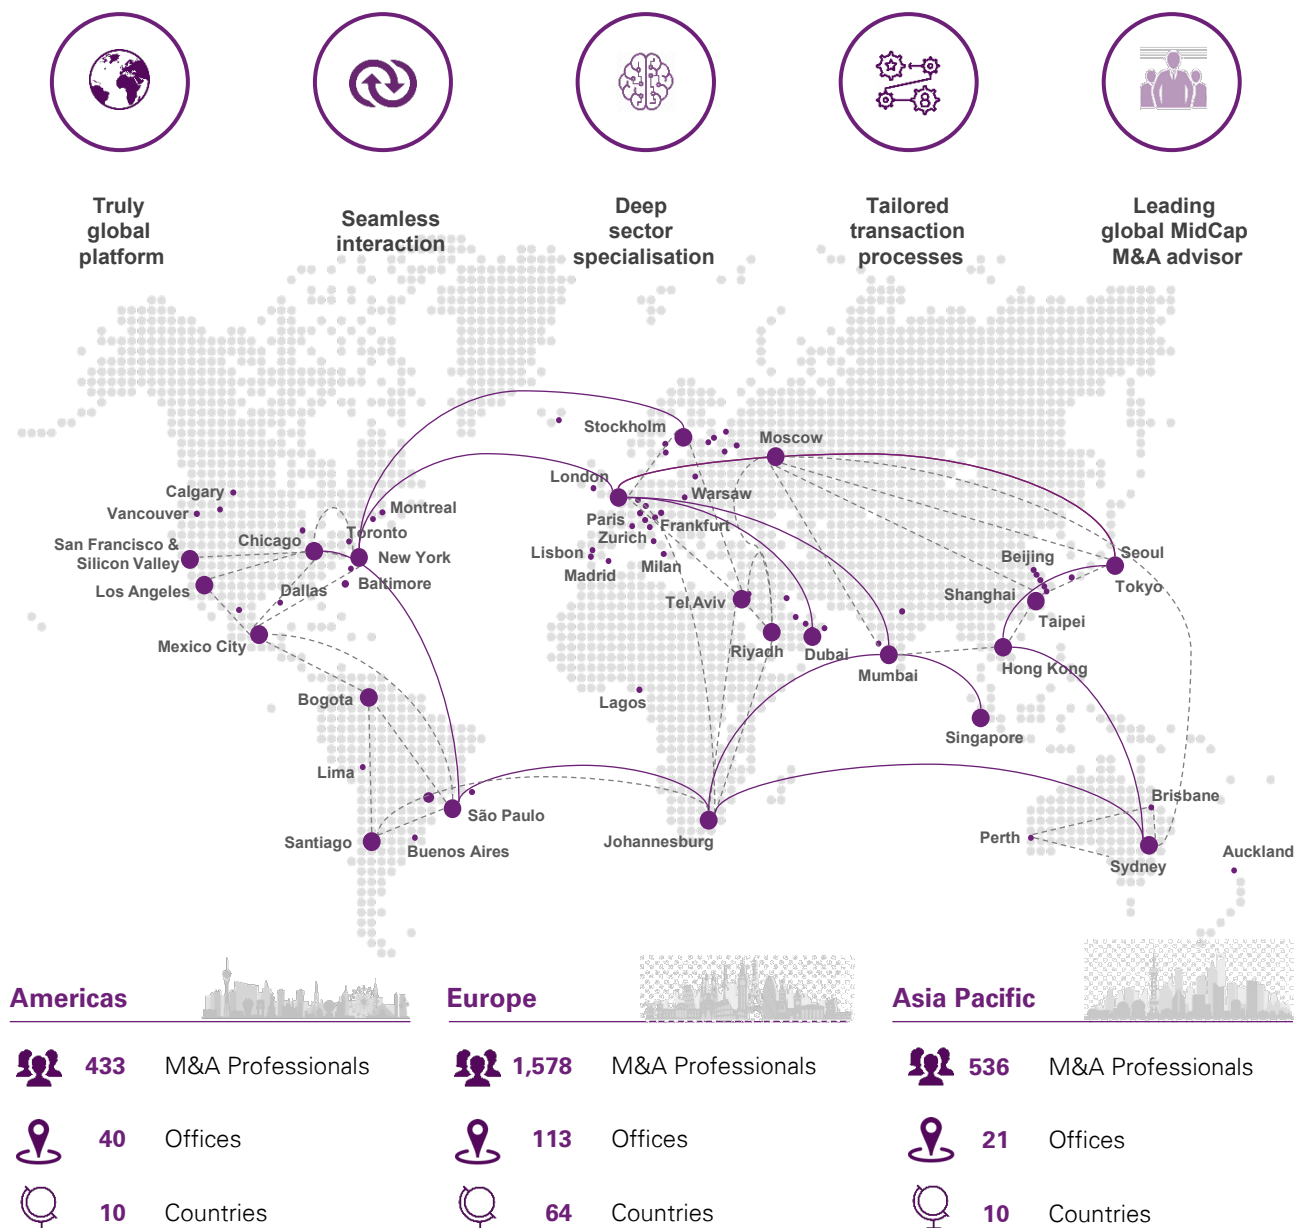 Truly
global
platform
Seamless
interaction
Deep
sector
specialisation
Tailored
transaction
processes
Leading
global MidCap
M&A advisor
Stockholm
Moscow
London
Warsaw
Calgary
Vancouver
Montreal
Toronto
Chicago
San Francisco &
Silicon Valley
New York
Paris
Frankfurt
Zurich
Lisbon
Milan
Madrid
Beijing
Seoul
Tokyo
Los Angeles
Dallas
Baltimore
Tel Aviv
Shanghai
Taipei
Mexico City
Riyadh
Dubai
Mumbai
Hong Kong
Bogota
Lagos
Singapore
Lima
São Paulo
Brisbane
Santiago
Buenos Aires
Johannesburg
Perth
Sydney
Auckland
Americas
433 M&A Professionals
40 Offices
10 Countries
Europe
1,578 M&A Professionals
113 Offices
64 Countries
Asia Pacific
536 M&A Professionals
21 Offices
10 Countries